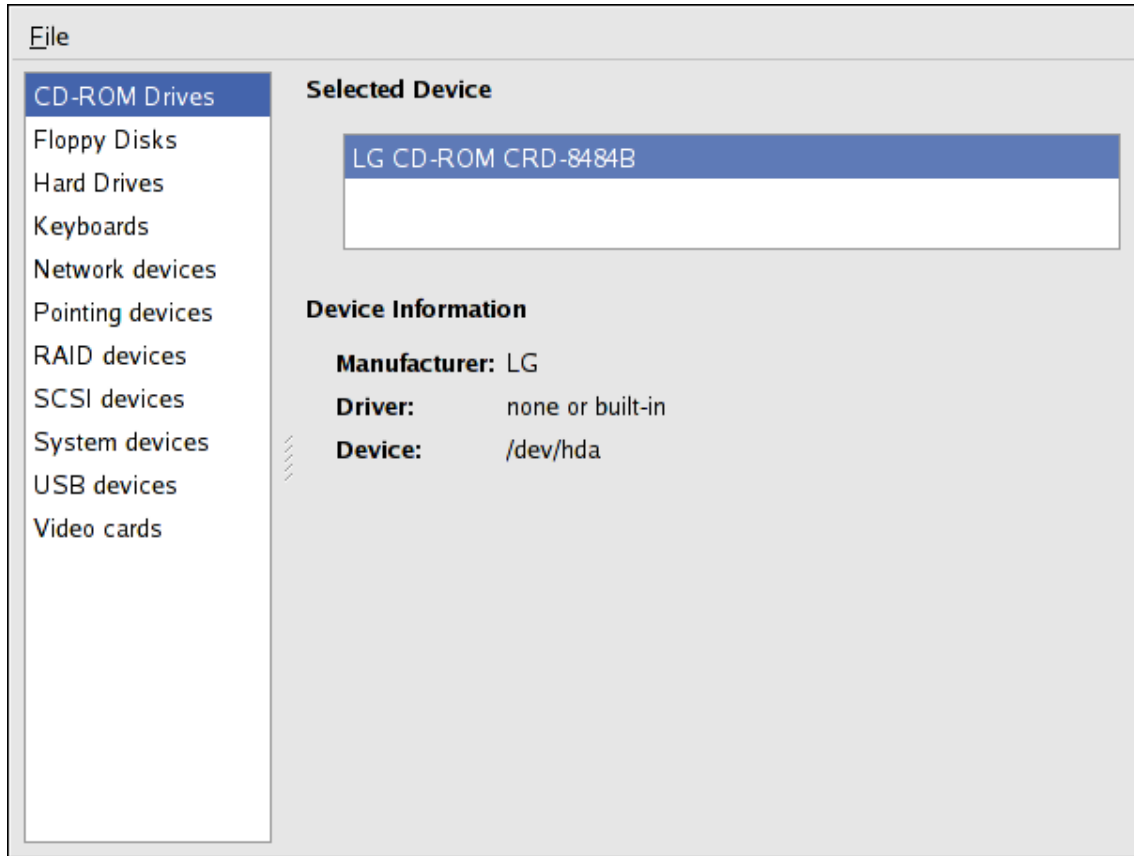 File
CD-ROM Drives
Floppy Disks
Hard Drives
Keyboards
Network devices
Pointing devices
RAID devices
SCSI devices
System devices
USB devices
Video cards
Selected Device
LG CD-ROM CRD-8484B
Device Information
Manufacturer: LG
Driver: none or built-in
Device: /dev/hda